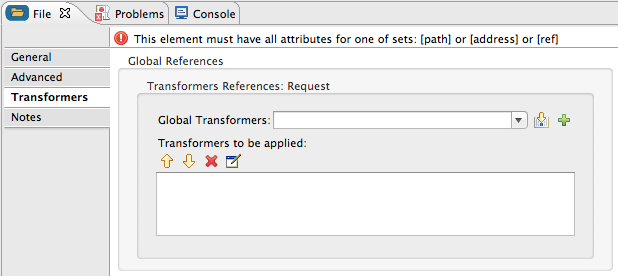 File Problems Console
This element must have all attributes for one of sets: [path] or [address] or [ref]
General
Advanced
Transformers
Notes
Global References
Transformers References: Request
Global Transformers:
Transformers to be applied: